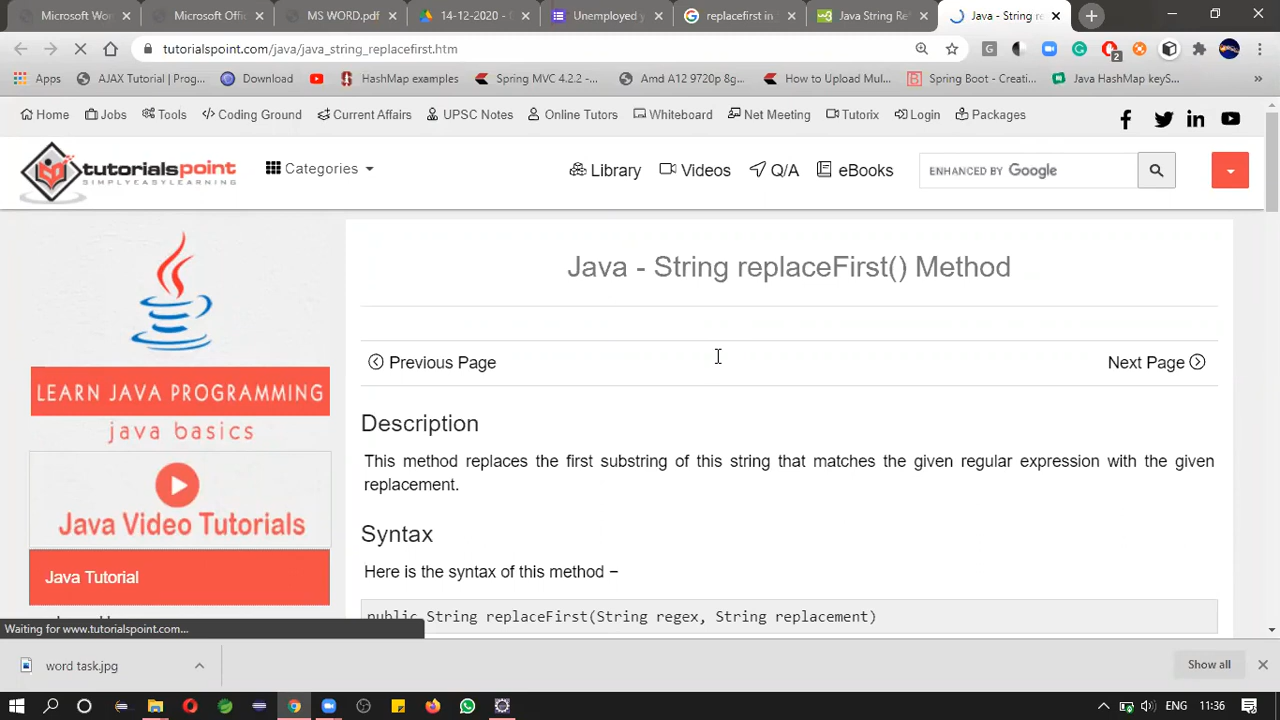 Microsoft Wor
Microsoft Offi
MS WORD.pdf
14-12-2020 - G
Unemployed y
replacefirst in
Java String Re
Java - String re
tutorialspoint.com/java/java_string_replacefirst.htm
Apps
AJAX Tutorial | Prog...
Download
HashMap examples
Spring MVC 4.2.2 -...
Amd A12 9720p Rg...
How to Upload Mul...
Spring Boot - Creati...
Java HashMap keyS...
Home
Jobs
Tools
Coding Ground
Current Affairs
UPSC Notes
Online Tutors
Whiteboard
Net Meeting
Tutorix
Login
Packages
tutorialspoint
SIMPLYEASYLEARNING
Categories
Library
Videos
Q/A
eBooks
ENHANCED BY Google
Java - String replaceFirst() Method
Previous Page
Next Page
LEARN JAVA PROGRAMMING
java basics
Java Video Tutorials
Java Tutorial
Description
This method replaces the first substring of this string that matches the given regular expression with the given
replacement.
Syntax
Here is the syntax of this method −
public String replaceFirst(String regex, String replacement)
Waiting for www.tutorialspoint.com...
word task.jpg
Show all
ENG
11:36